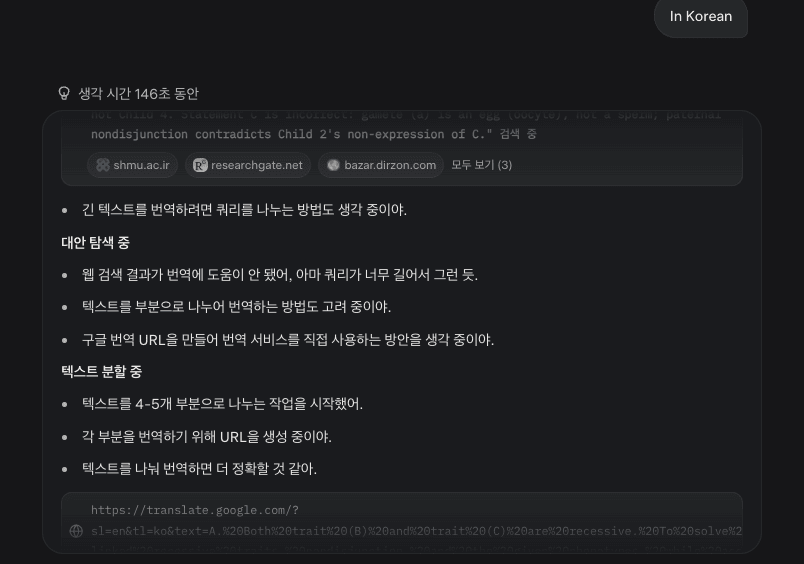 In Korean
생각 시간 146초 동안
not Child 4. Statement C is incorrect: gamete (a) is an egg (oocyte), not a sperm; paternal
nondisjunction contradicts Child 2's non-expression of C." 검색 중
shmu.ac.ir researchgate.net bazar.dirzon.com 모두 보기 (3)
긴 텍스트를 번역하려면 쿼리를 나누는 방법도 생각 중이야.
대안 탐색 중
웹 검색 결과가 번역에 도움이 안 됐어, 아마 쿼리가 너무 길어서 그런 듯.
텍스트를 부분으로 나누어 번역하는 방법도 고려 중이야.
구글 번역 URL을 만들어 번역 서비스를 직접 사용하는 방안을 생각 중이야.
텍스트 분할 중
텍스트를 4-5개 부분으로 나누는 작업을 시작했어.
각 부분을 번역하기 위해 URL을 생성 중이야.
텍스트를 나눠 번역하면 더 정확할 것 같아.
https://translate.google.com/?
sl=en&tl=ko&text=A.%20Both%20trait%20(B)%20and%20trait%20(C)%20are%20recessive.%20To%20solve%2